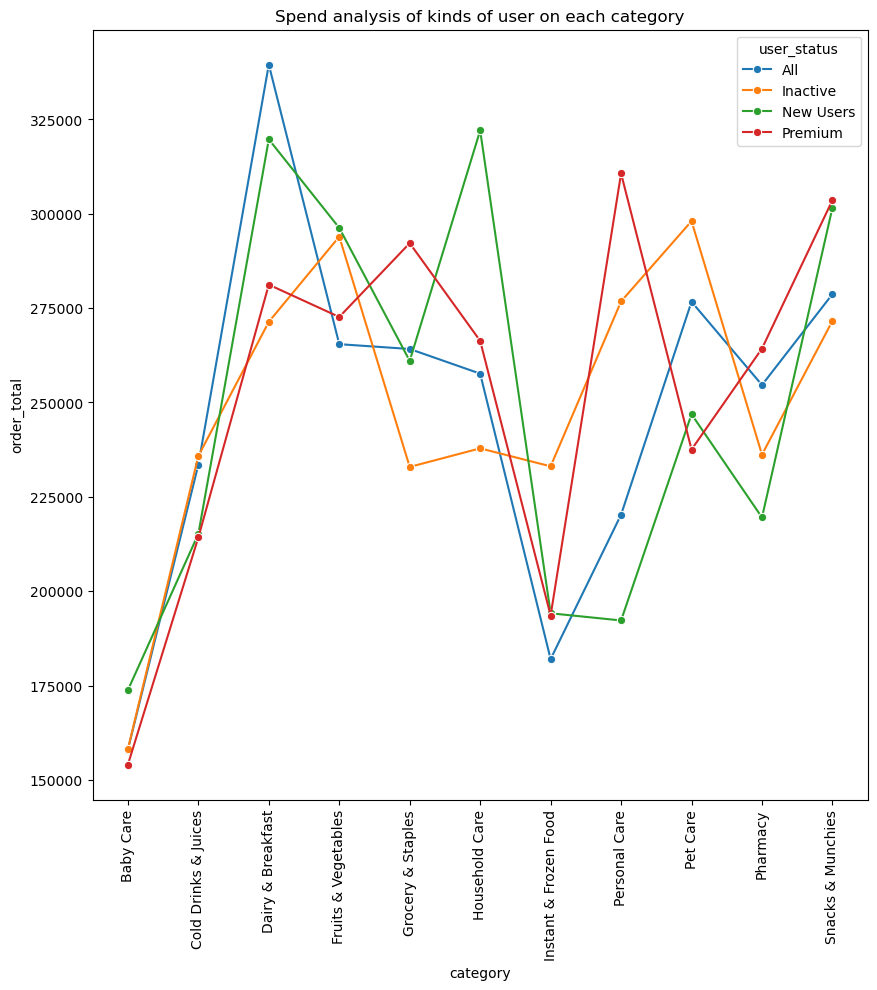 Spend analysis of kinds of user on each category
user_status
All
Inactive
New Users
Premium
order_total
325000
300000
275000
250000
225000
200000
175000
150000
Baby Care
Cold Drinks & Juices
Dairy & Breakfast
Fruits & Vegetables
Grocery & Staples
Household Care
Instant & Frozen Food
Personal Care
Pet Care
Pharmacy
Snacks & Munchies
category